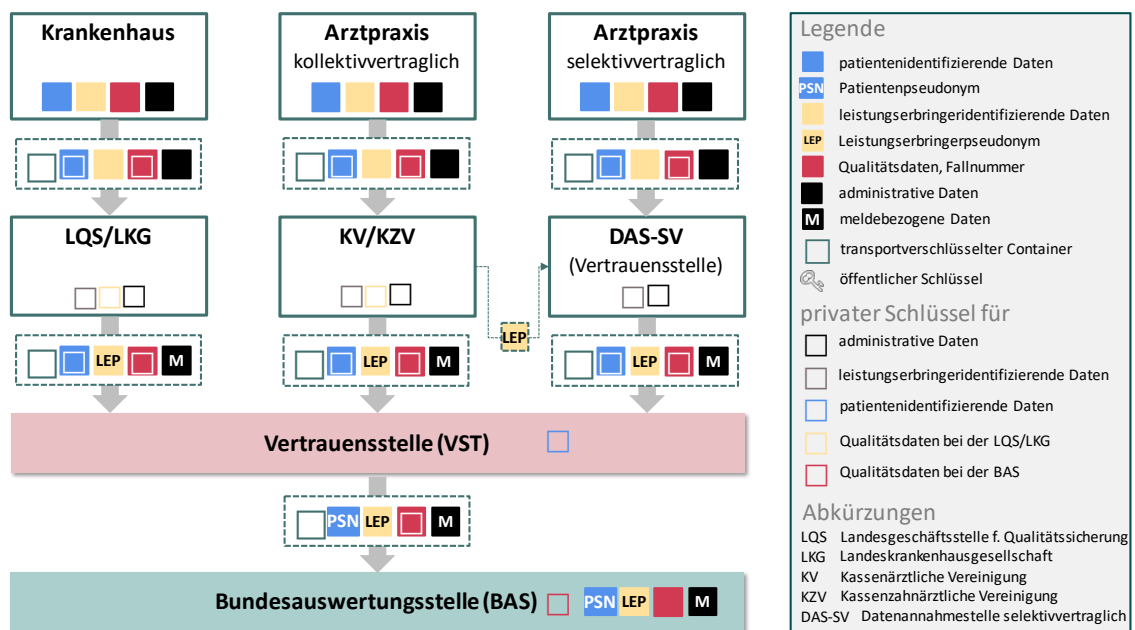 Krankenhaus
Arztpraxis
kollektivvertraglich
Arztpraxis
selektivvertraglich
LQS/LKG
KV/KZV
DAS-SV
(Vertrauensstelle)
LEP
LEP
M
LEP
M
LEP
M
Vertrauensstelle (VST)
PSN
LEP
M
Bundesauswertungsstelle (BAS)
PSN
LEP
M
Legende
patientenidentifizierende Daten
PSN Patientenpseudonym
leistungserbringeridentifizierende Daten
LEP Leistungserbringerpseudonym
Qualitätsdaten, Fallnummer
administrative Daten
M meldebezogene Daten
transportverschlüsselter Container
öffentlicher Schlüssel
privater Schlüssel für
administrative Daten
leistungserbringeridentifizierende Daten
patientenidentifizierende Daten
Qualitätsdaten bei der LQS/LKG
Qualitätsdaten bei der BAS
Abkürzungen
LQS Landesgeschäftsstelle f. Qualitätssicherung
LKG Landeskrankenhausgesellschaft
KV Kassenärztliche Vereinigung
KZV Kassenzahnärztliche Vereinigung
DAS-SV Datenannahmestelle selektivvertraglich